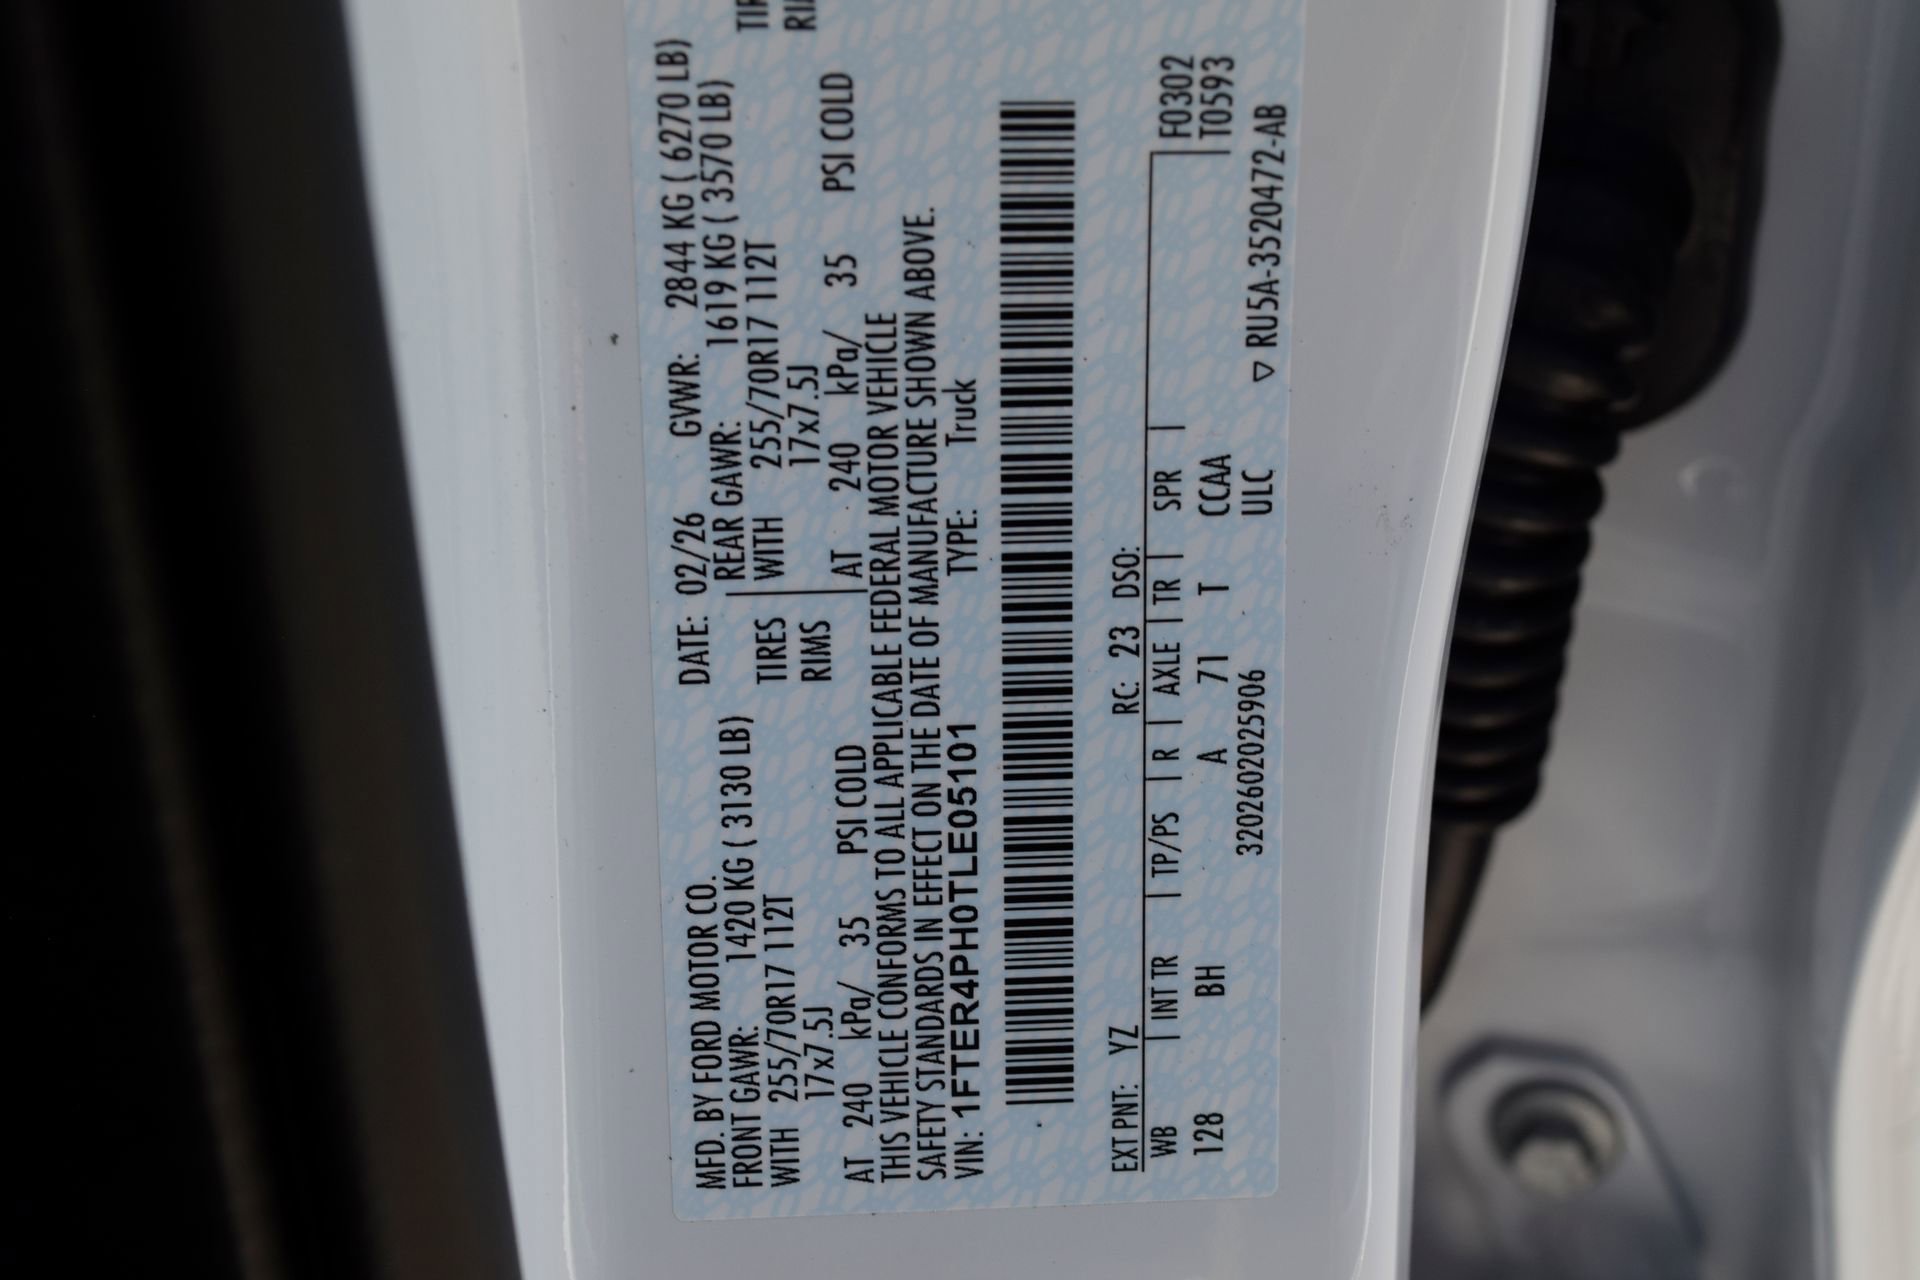 MFD. BY FORD MOTOR CO. DATE: 02/26 GVWR: 2844 KG ( 6270 LB)
FRONT GAWR: 1420 KG ( 3130 LB) REAR GAWR: 1619 KG ( 3570 LB)
WITH 255/70R17 112T TIRES WITH 255/70R17 112T TIR
17x7.5J RIMS 17x7.5J RI
AT 240 kPa/ 35 PSI COLD AT 240 kPa/ 35 PSI COLD
THIS VEHICLE CONFORMS TO ALL APPLICABLE FEDERAL MOTOR VEHICLE
SAFETY STANDARDS IN EFFECT ON THE DATE OF MANUFACTURE SHOWN ABOVE.
VIN: 1FTER4PH0TLE05101 TYPE: Truck
EXT PNT: YZ RC: 23 DSO:
WB INT TR TP/PS R AXLE TR SPR F0302
128 BH A 71 T CCAA T0593
3202602025906 ULC ▽ RU5A-3520472-AB